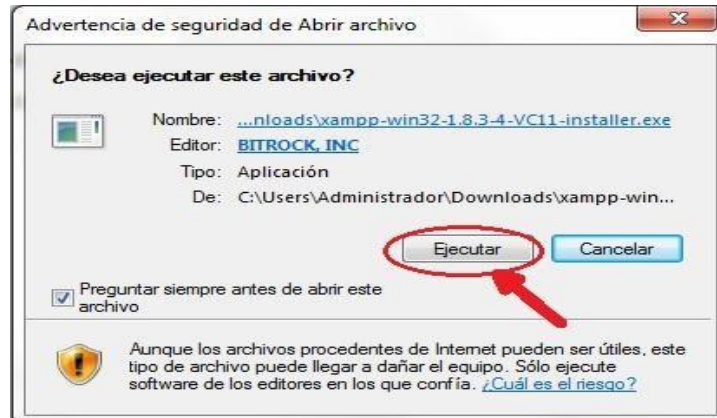 Advertencia de seguridad de Abrir archivo
¿Desea ejecutar este archivo?
Nombre: ...nloads\xampp-win32-1.8.3-4-VC11-installer.exe
Editor: BITROCK, INC
Tipo: Aplicación
De: C:\Users\Administrador\Downloads\xampp-win...
Ejecutar Cancelar
Preguntar siempre antes de abrir este
archivo
Aunque los archivos procedentes de Internet pueden ser útiles, este
tipo de archivo puede llegar a dañar el equipo. Sólo ejecute
software de los editores en los que confía. ¿Cuál es el riesgo?